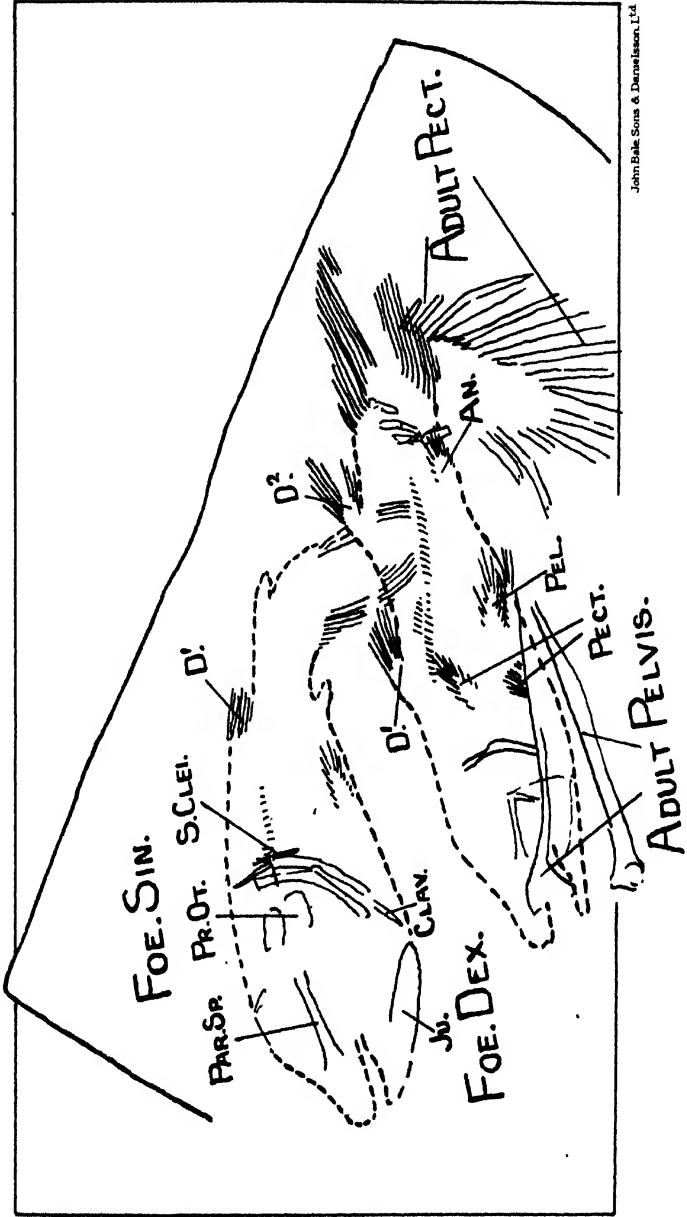 FOE. SIN.
PAR.SP. PR.OT. S.CLEI. D¹. D².
ADULT PECT.
CLAV. D¹. AN.
JU.
FOE. DEX.
PECT. PEL.
ADULT PELVIS.
John Bale, Sons & Danielsson, Ltd